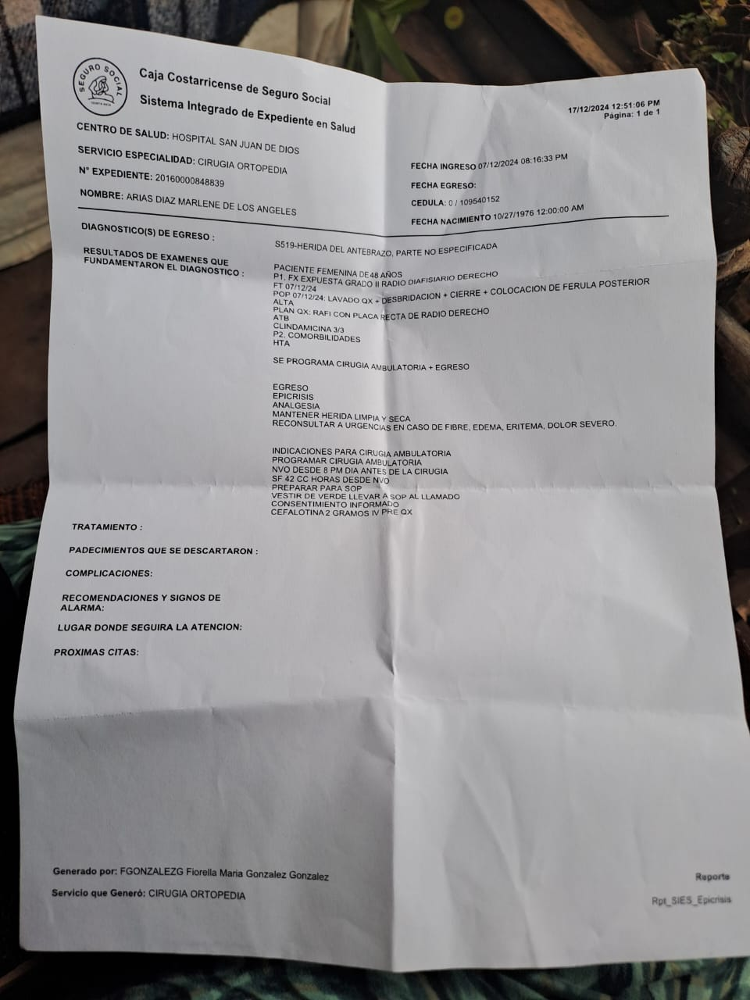 SEGURO SOCIAL
COSTA RICA
Caja Costarricense de Seguro Social
Sistema Integrado de Expediente en Salud
17/12/2024 12:51:06 PM
Página: 1 de 1
CENTRO DE SALUD: HOSPITAL SAN JUAN DE DIOS
SERVICIO ESPECIALIDAD: CIRUGIA ORTOPEDIA
N° EXPEDIENTE: 20160000848839
NOMBRE: ARIAS DIAZ MARLENE DE LOS ANGELES
FECHA INGRESO 07/12/2024 08:16:33 PM
FECHA EGRESO:
CEDULA: 0 / 109540152
FECHA NACIMIENTO 10/27/1976 12:00:00 AM
DIAGNOSTICO(S) DE EGRESO :
S519-HERIDA DEL ANTEBRAZO, PARTE NO ESPECIFICADA
RESULTADOS DE EXAMENES QUE
FUNDAMENTARON EL DIAGNOSTICO :
PACIENTE FEMENINA DE 48 AÑOS
P1. FX EXPUESTA GRADO II RADIO DIAFISIARIO DERECHO
FT 07/12/24
POP 07/12/24: LAVADO QX + DESBRIDACION + CIERRE + COLOCACION DE FERULA POSTERIOR
ALTA
PLAN QX: RAFI CON PLACA RECTA DE RADIO DERECHO
ATB
CLINDAMICINA 3/3
P2. COMORBILIDADES
HTA
SE PROGRAMA CIRUGIA AMBULATORIA + EGRESO
EGRESO
EPICRISIS
ANALGESIA
MANTENER HERIDA LIMPIA Y SECA
RECONSULTAR A URGENCIAS EN CASO DE FIBRE, EDEMA, ERITEMA, DOLOR SEVERO.
INDICACIONES PARA CIRUGIA AMBULATORIA
PROGRAMAR CIRUGIA AMBULATORIA
NVO DESDE 8 PM DIA ANTES DE LA CIRUGIA
SF 42 CC HORAS DESDE NVO
PREPARAR PARA SOP
VESTIR DE VERDE LLEVAR A SOP AL LLAMADO
CONSENTIMIENTO INFORMADO
CEFALOTINA 2 GRAMOS IV PRE QX
TRATAMIENTO :
PADECIMIENTOS QUE SE DESCARTARON :
COMPLICACIONES:
RECOMENDACIONES Y SIGNOS DE
ALARMA:
LUGAR DONDE SEGUIRA LA ATENCION:
PROXIMAS CITAS:
Generado por: FGONZALEZG Fiorella Maria Gonzalez Gonzalez
Servicio que Generó: CIRUGIA ORTOPEDIA
Reporte
Rpt_SIES_Epicrisis